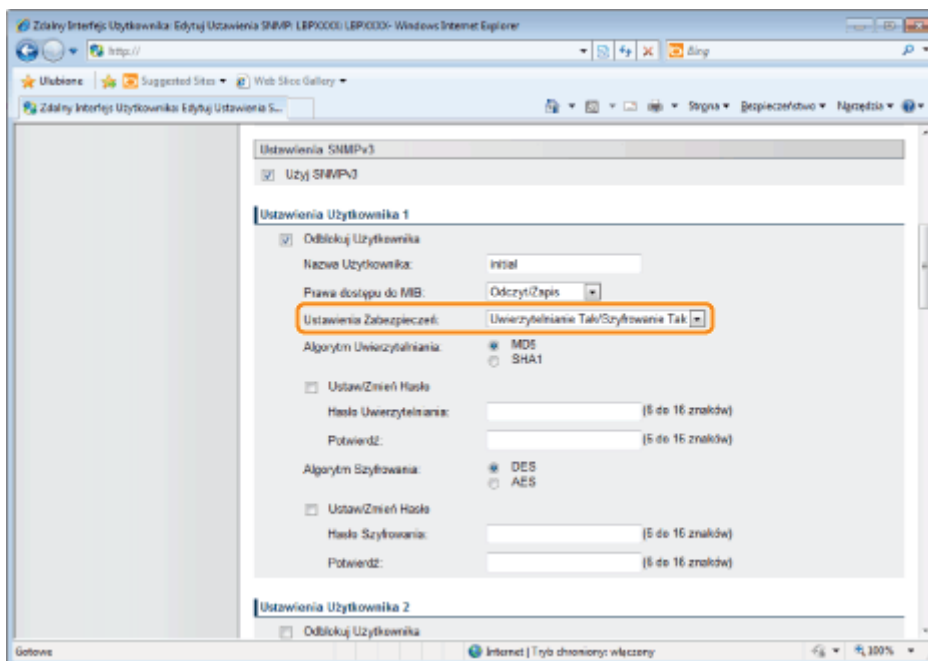 Zdalny Interfejs Użytkownika: Edytuj Ustawienia SNMP: LBPXXXX: LBPXXXX - Windows Internet Explorer
http://
Bing
Ulubione
Suggested Sites
Web Slice Gallery
Zdalny Interfejs Użytkownika: Edytuj Ustawienia S...
Strona
Bezpieczeństwo
Narzędzia
Ustawienia SNMPv3
Użyj SNMPv3
Ustawienia Użytkownika 1
Odblokuj Użytkownika
Nazwa Użytkownika: initial
Prawa dostępu do MIB: Odczyt/Zapis
Ustawienia Zabezpieczeń: Uwierzytelnianie Tak/Szyfrowanie Tak
Algorytm Uwierzytelniania: MD5
SHA1
Ustaw/Zmień Hasło
Hasło Uwierzytelniania: (6 do 16 znaków)
Potwierdź: (6 do 16 znaków)
Algorytm Szyfrowania: DES
AES
Ustaw/Zmień Hasło
Hasło Szyfrowania: (6 do 16 znaków)
Potwierdź: (6 do 16 znaków)
Ustawienia Użytkownika 2
Odblokuj Użytkownika
Gotowe
Internet | Tryb chroniony: włączony
100%